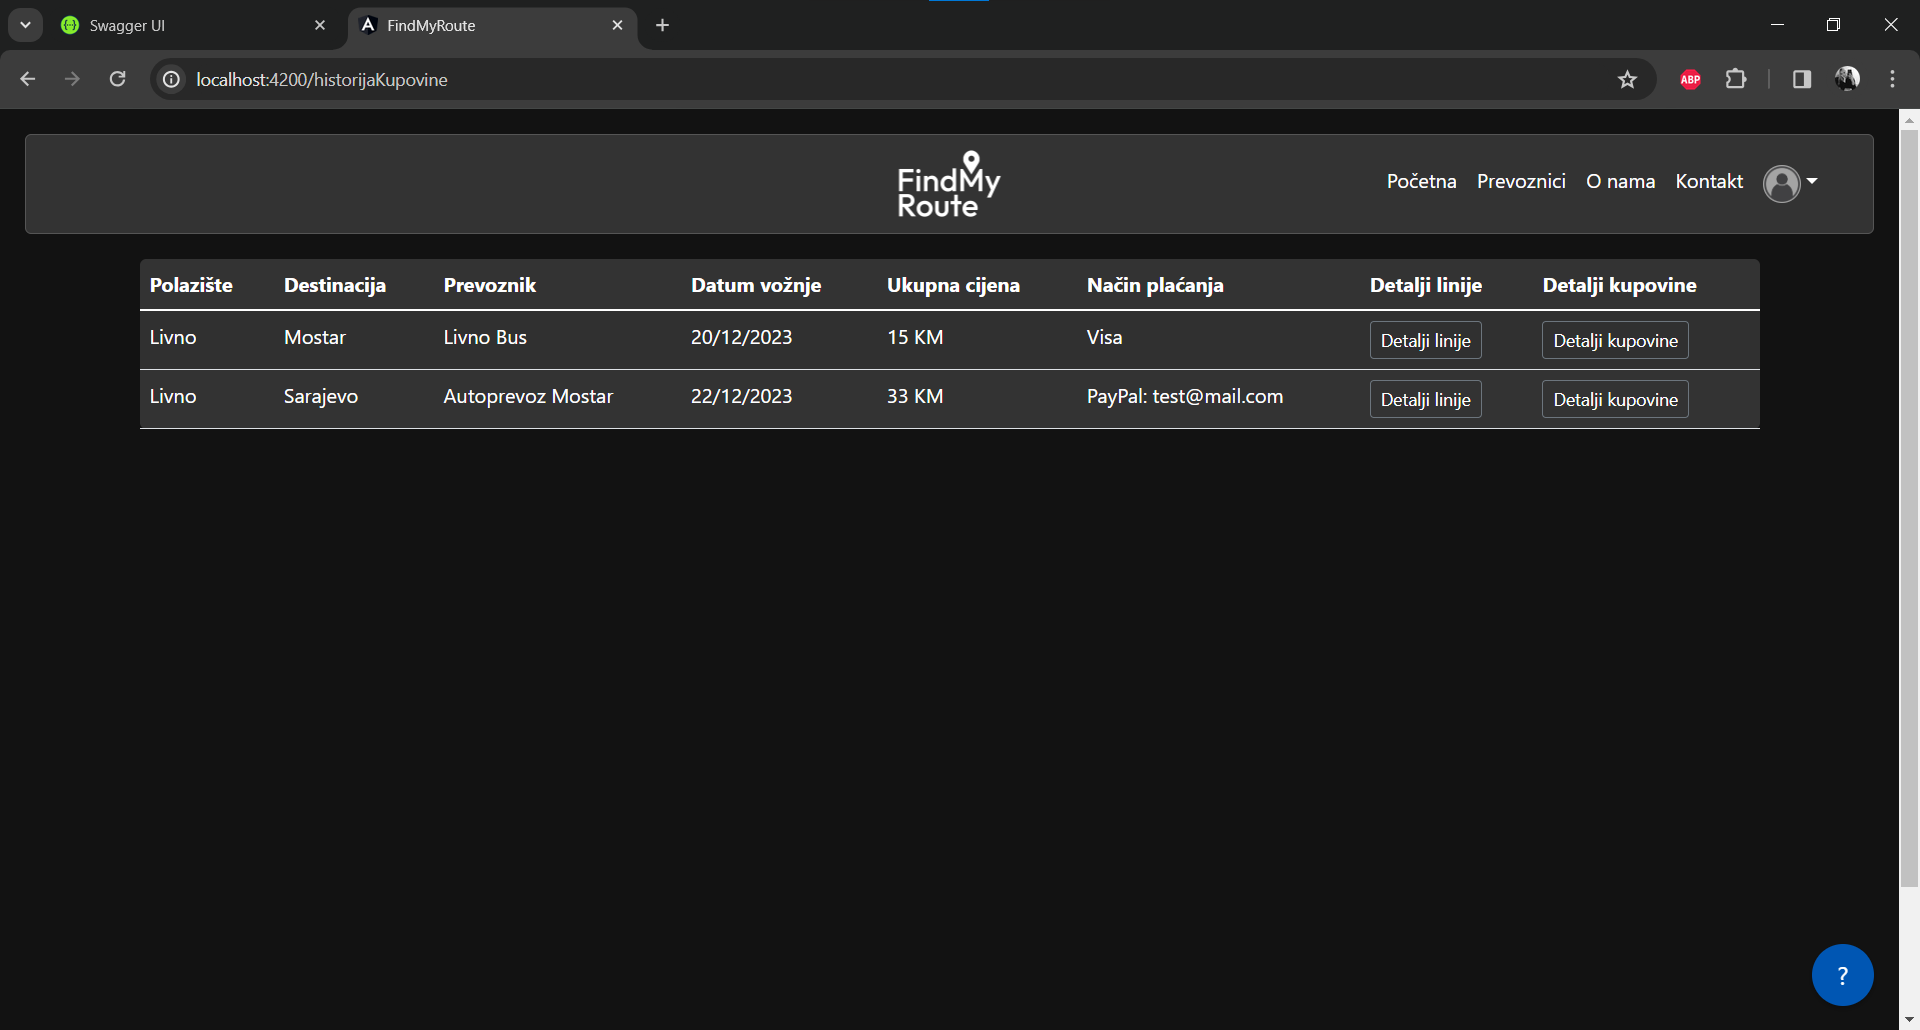 Swagger UI
FindMyRoute
localhost:4200/historijaKupovine
ABP
FindMy
Route
Početna Prevoznici O nama Kontakt
Polazište Destinacija Prevoznik Datum vožnje Ukupna cijena Način plaćanja Detalji linije Detalji kupovine
Livno Mostar Livno Bus 20/12/2023 15 KM Visa Detalji linije Detalji kupovine
Livno Sarajevo Autoprevoz Mostar 22/12/2023 33 KM PayPal: test@mail.com Detalji linije Detalji kupovine
?